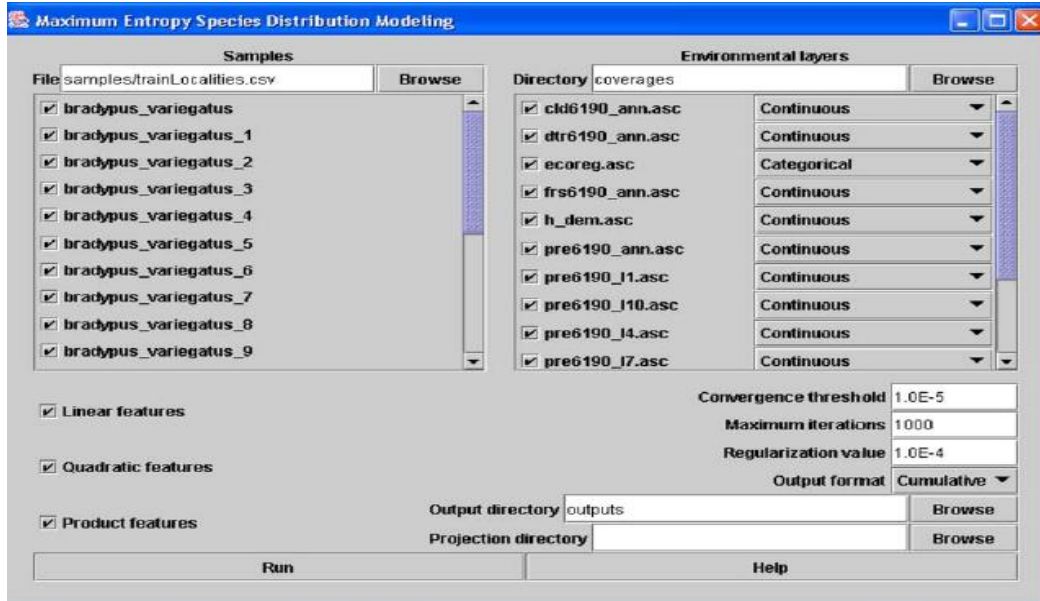 Maximum Entropy Species Distribution Modeling
Samples
File samples/trainLocalities.csv Browse
bradypus_variegatus
bradypus_variegatus_1
bradypus_variegatus_2
bradypus_variegatus_3
bradypus_variegatus_4
bradypus_variegatus_5
bradypus_variegatus_6
bradypus_variegatus_7
bradypus_variegatus_8
bradypus_variegatus_9
Environmental layers
Directory coverages Browse
cld6190_ann.asc Continuous
dtr6190_ann.asc Continuous
ecoreg.asc Categorical
frs6190_ann.asc Continuous
h_dem.asc Continuous
pre6190_ann.asc Continuous
pre6190_l1.asc Continuous
pre6190_l10.asc Continuous
pre6190_l4.asc Continuous
pre6190_l7.asc Continuous
Linear features
Quadratic features
Product features
Convergence threshold 1.0E-5
Maximum iterations 1000
Regularization value 1.0E-4
Output format Cumulative
Output directory outputs Browse
Projection directory Browse
Run Help